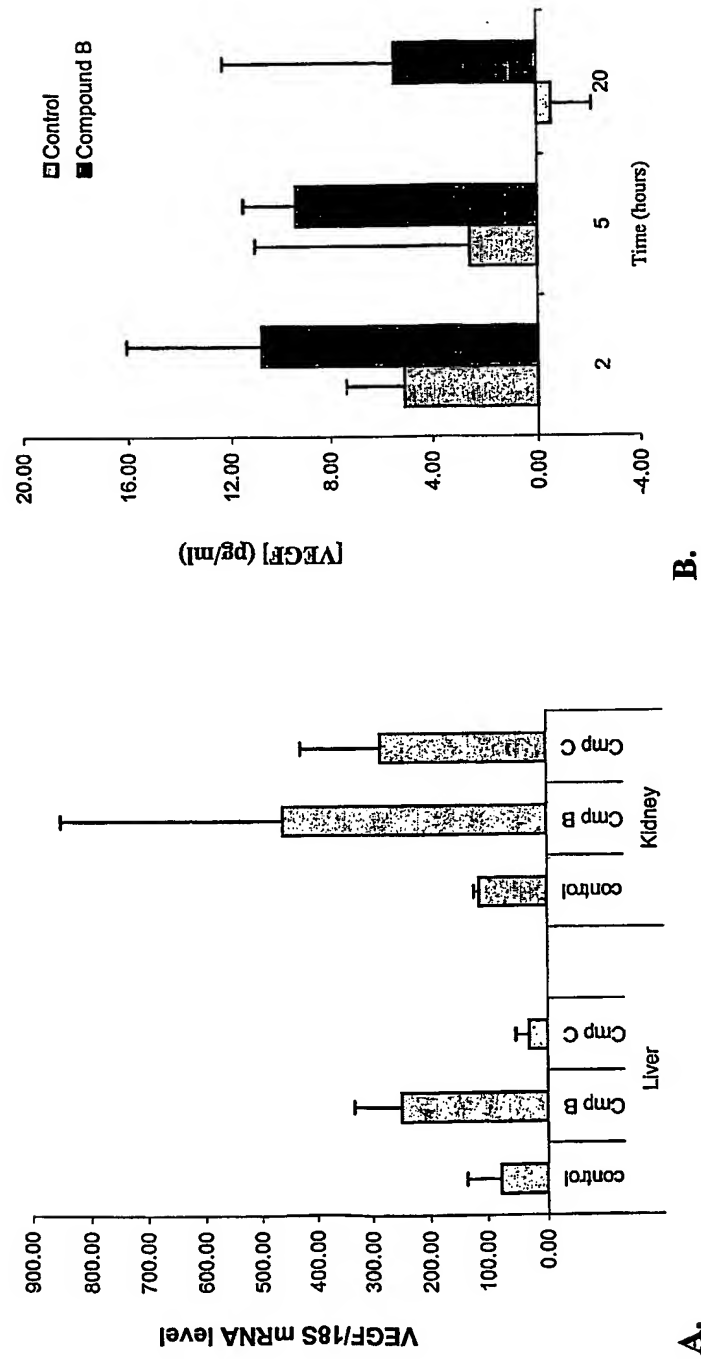 A.
VEGF/18S mRNA level
900.00
800.00
700.00
600.00
500.00
400.00
300.00
200.00
100.00
0.00
control
Cmp B
Cmp C
Liver
control
Cmp B
Cmp C
Kidney
B.
[VEGF] (pg/ml)
20.00
16.00
12.00
8.00
4.00
0.00
-4.00
2
5
20
Time (hours)
Control
Compound B